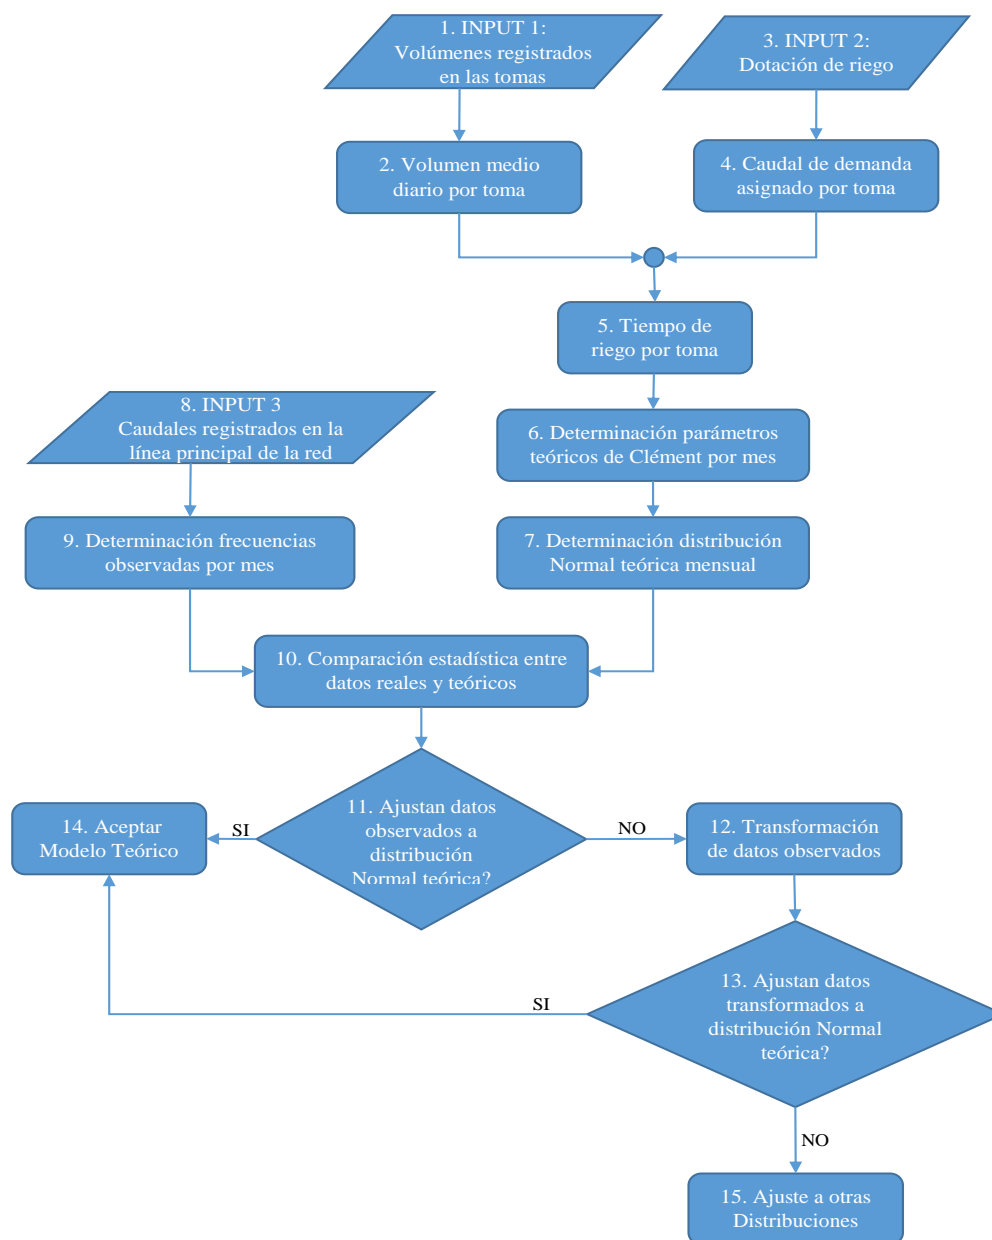 1. INPUT 1:
Volúmenes registrados
en las tomas
3. INPUT 2:
Dotación de riego
2. Volumen medio
diario por toma
4. Caudal de demanda
asignado por toma
5. Tiempo de
riego por toma
8. INPUT 3
Caudales registrados en la
línea principal de la red
6. Determinación parámetros
teóricos de Clément por mes
9. Determinación frecuencias
observadas por mes
7. Determinación distribución
Normal teórica mensual
10. Comparación estadística entre
datos reales y teóricos
11. Ajustan datos
observados a
distribución
Normal teórica?
SI
NO
14. Aceptar
Modelo Teórico
12. Transformación
de datos observados
13. Ajustan datos
transformados a
distribución Normal
teórica?
SI
NO
15. Ajuste a otras
Distribuciones